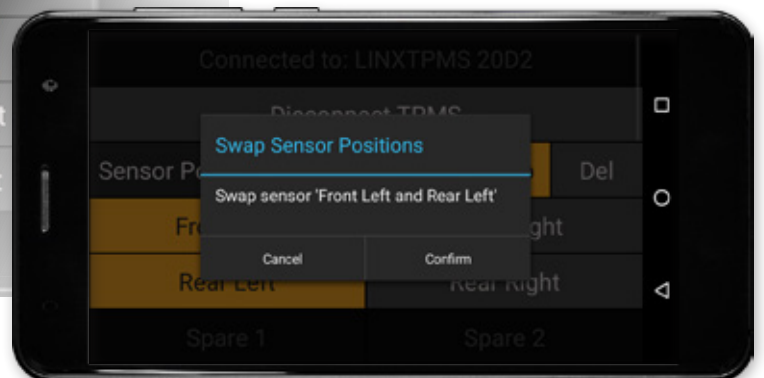 Connected to: LINXTPMS 20D2
Disconnect TPMS
Swap Sensor Positions
Sensor Del
Swap sensor 'Front Left and Rear Left'
Cancel Confirm
Rear Left Rear Right
Spare 1 Spare 2